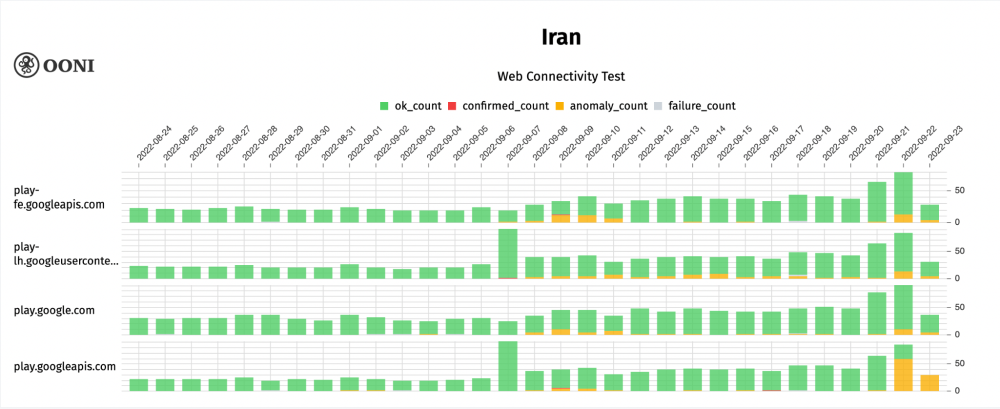 Iran
OONI
Web Connectivity Test
ok_count confirmed_count anomaly_count failure_count
2022-08-24 2022-08-25 2022-08-26 2022-08-27 2022-08-28 2022-08-29 2022-08-30 2022-08-31 2022-09-01 2022-09-02 2022-09-03 2022-09-04 2022-09-05 2022-09-06 2022-09-07 2022-09-08 2022-09-09 2022-09-10 2022-09-11 2022-09-12 2022-09-13 2022-09-14 2022-09-15 2022-09-16 2022-09-17 2022-09-18 2022-09-19 2022-09-20 2022-09-21 2022-09-22 2022-09-23
play-
fe.googleapis.com
50
0
play-
lh.googleuserconte...
50
0
play.google.com
50
0
play.googleapis.com
50
0